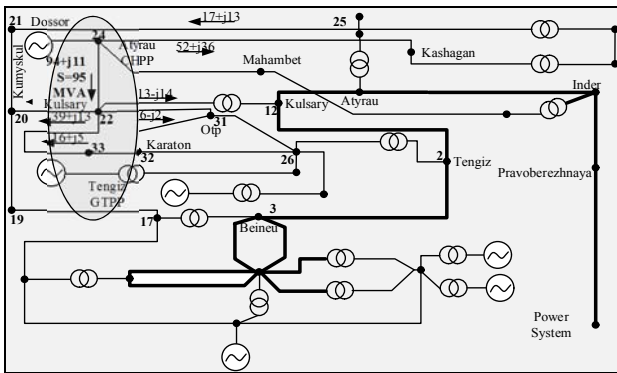 17+j13
25
21
Dossor
24
Atyrau
CHPP
52+j36
Kashagan
Mahambet
94+j11
S=95
MVA
Kumyskul
Inder
13-j14
Kulsary
12
Kulsary
Atyrau
20
39+j13
22
6-j2
31
Otp
16+j5
33
32
Karaton
26
2
Tengiz
Pravoberezhnaya
Tengiz
GTPP
19
17
3
Beineu
Power
System